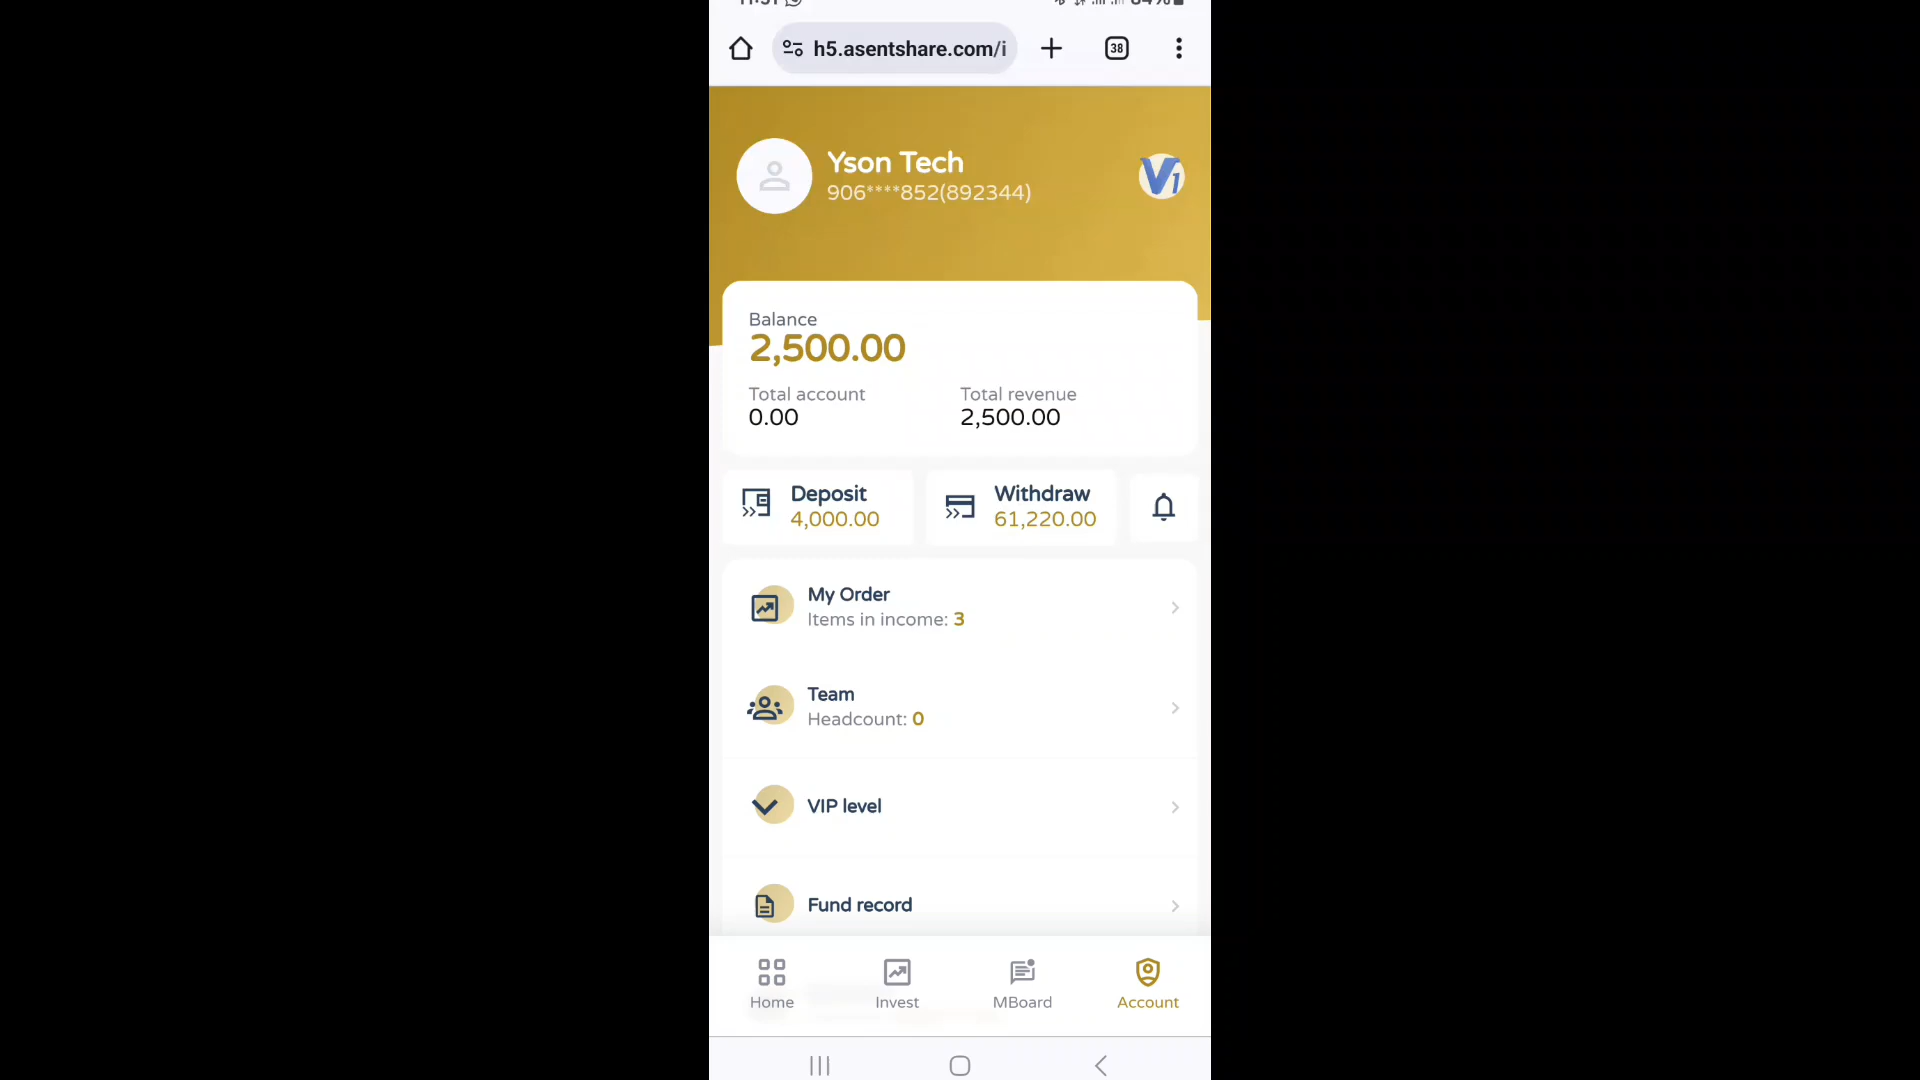 38
h5.asentshare.com/i
Yson Tech
906****852(892344)
V1
Balance
2,500.00
Total account
Total revenue
0.00
2,500.00
Deposit
4,000.00
Withdraw
61,220.00
My Order
Items in income: 3
Team
Headcount: 0
VIP level
Fund record
Home
Invest
MBoard
Account